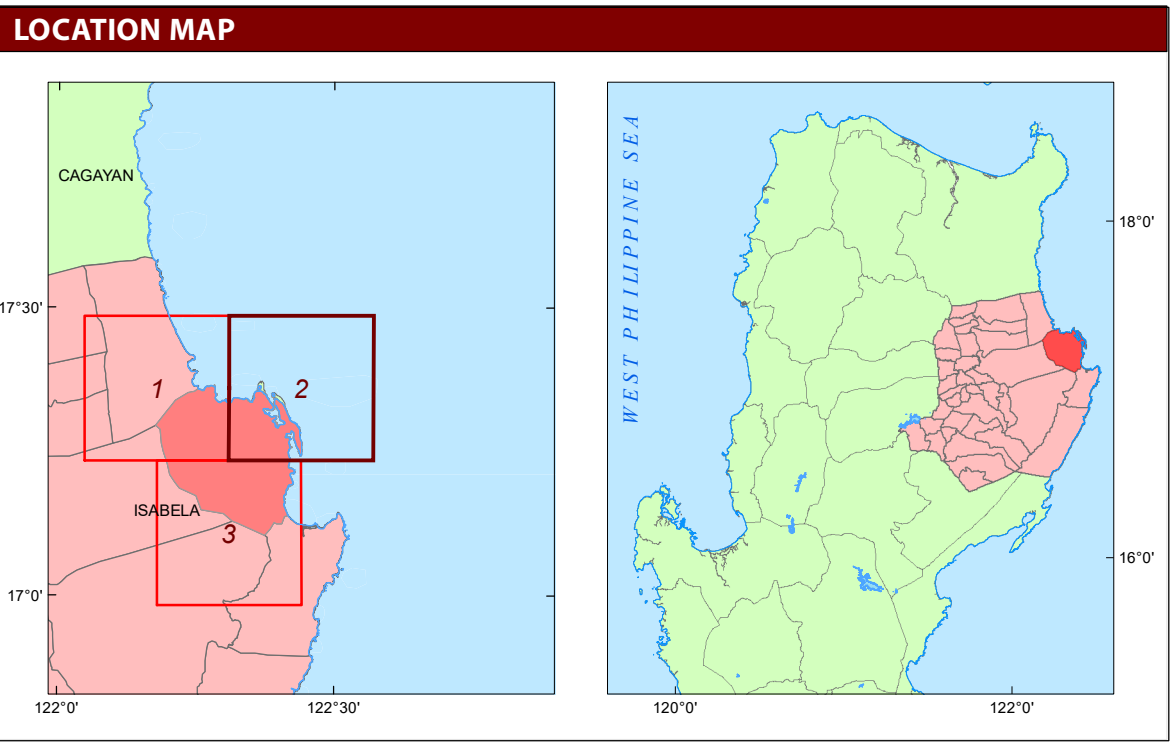 LOCATION MAP
CAGAYAN
17°30'
1
2
ISABELA
3
17°0'
122°0'
122°30'
WEST PHILIPPINE SEA
18°0'
16°0'
120°0'
122°0'